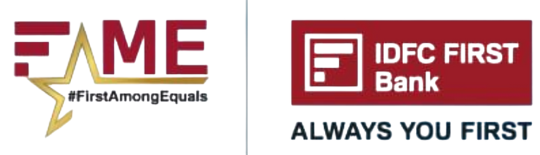 FAME
#FirstAmongEquals
IDFC FIRST
Bank
ALWAYS YOU FIRST